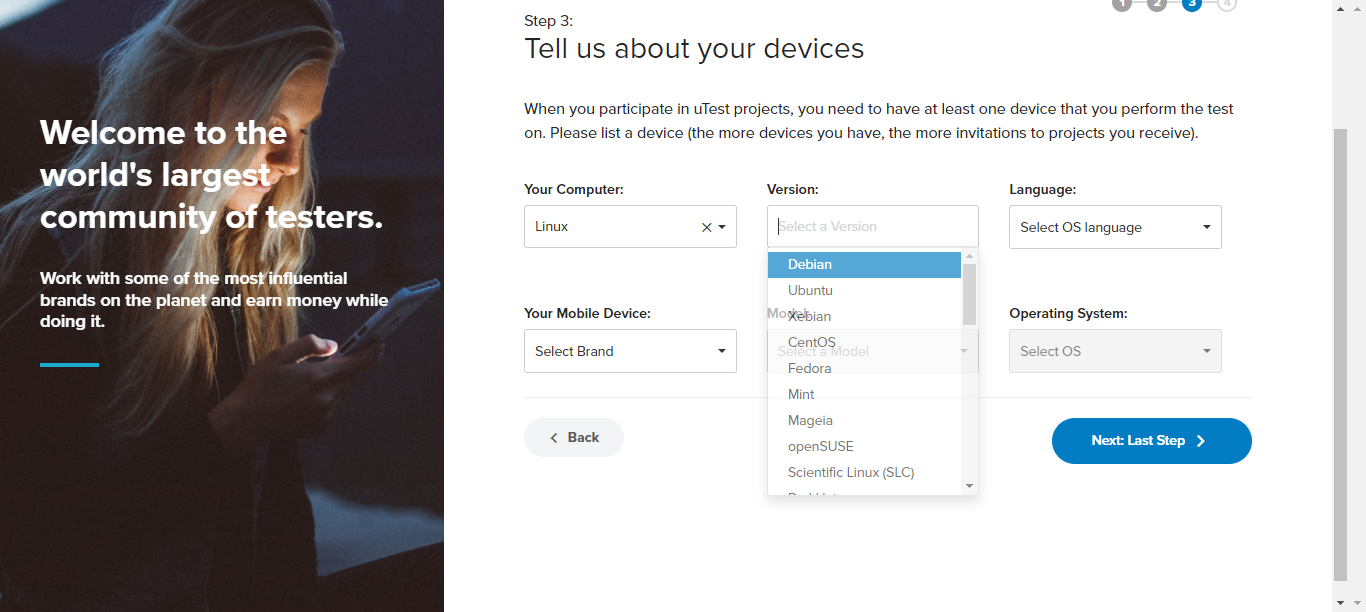 Welcome to the
world's largest
community of testers.
Work with some of the most influential
brands on the planet and earn money while
doing it.
1 2 3 4
Step 3:
Tell us about your devices
When you participate in uTest projects, you need to have at least one device that you perform the test
on. Please list a device (the more devices you have, the more invitations to projects you receive).
Your Computer:
Linux
Version:
Select a Version
Debian
Ubuntu
Xebian
CentOS
Fedora
Mint
Mageia
openSUSE
Scientific Linux (SLC)
Language:
Select OS language
Your Mobile Device:
Select Brand
Model:
Select a Model
Operating System:
Select OS
Back
Next: Last Step